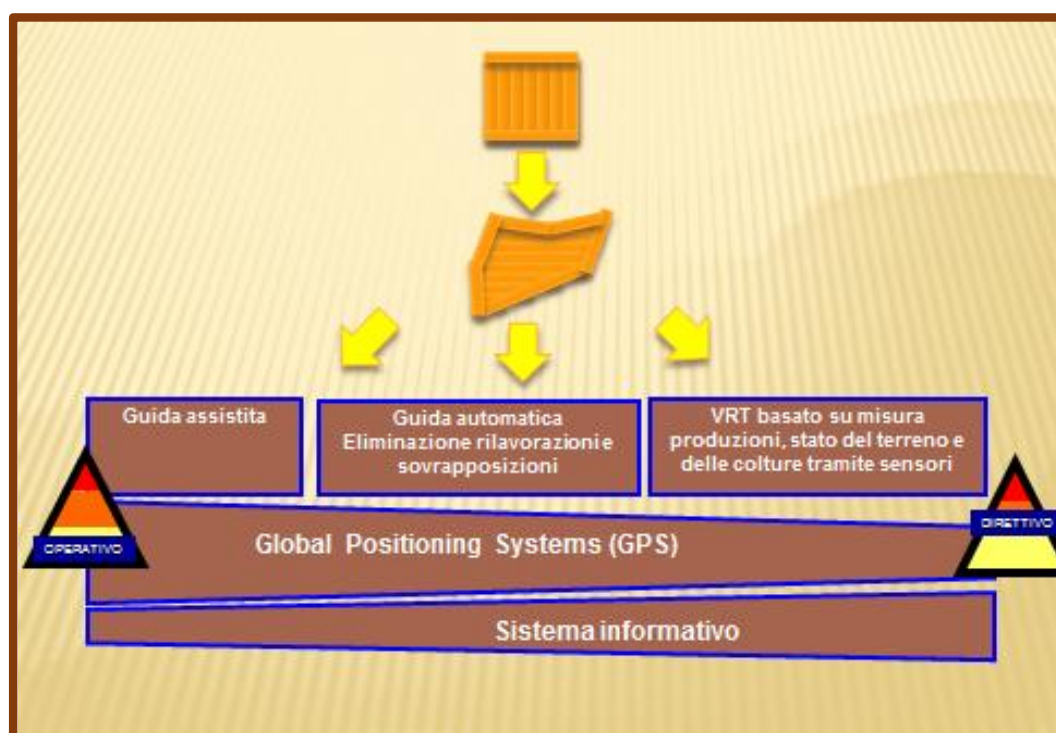 Guida assistita
Guida automatica
Eliminazione rilavorazioni e
sovrapposizioni
VRT basato su misura
produzioni, stato del terreno e
delle colture tramite sensori
OPERATIVO
DIRETTIVO
Global Positioning Systems (GPS)
Sistema informativo